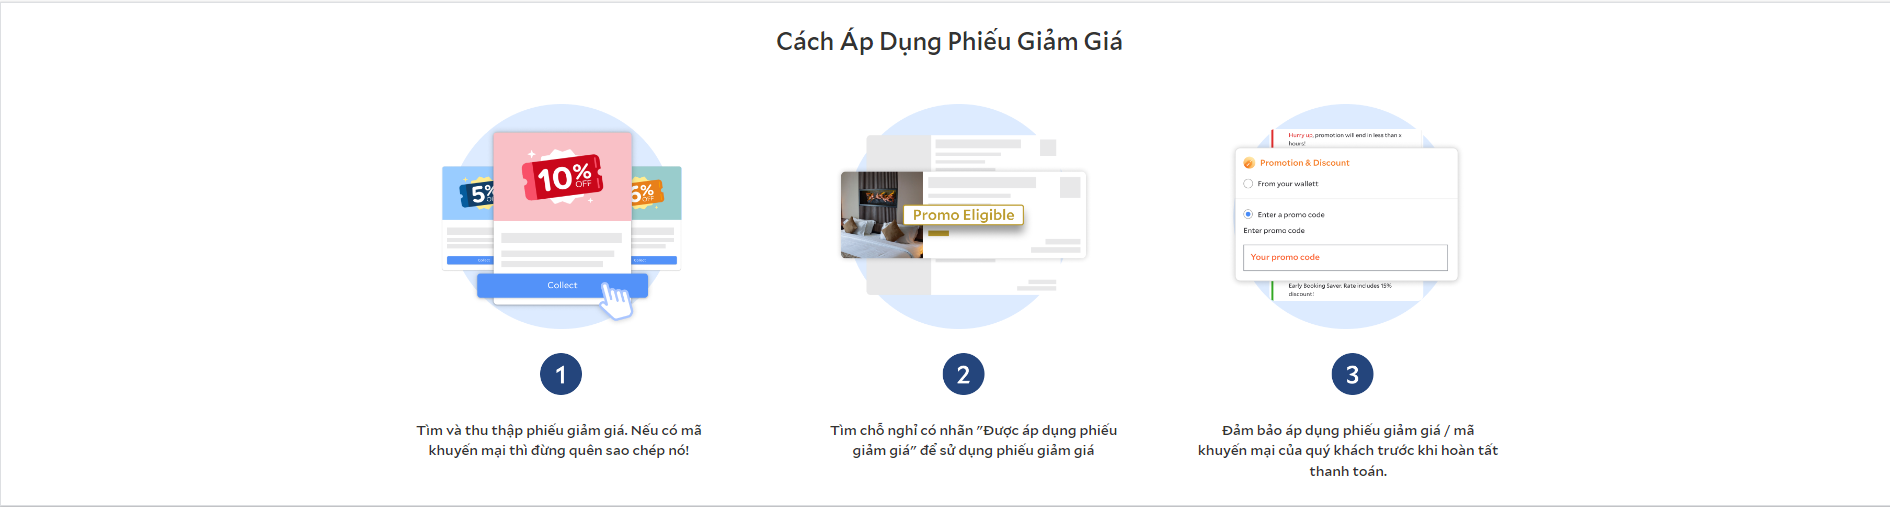 Cách Áp Dụng Phiếu Giảm Giá
5%
10%
OFF
6%
OFF
Collect
Promo Eligible
Hurry up, promotion will end in less than x
hours!
Promotion & Discount
From your wallett
Enter a promo code
Enter promo code
Your promo code
Early Booking Saver. Rate includes 15%
discount!
1
Tìm và thu thập phiếu giảm giá. Nếu có mã
khuyến mại thì đừng quên sao chép nó!
2
Tìm chỗ nghỉ có nhãn "Được áp dụng phiếu
giảm giá" để sử dụng phiếu giảm giá
3
Đảm bảo áp dụng phiếu giảm giá / mã
khuyến mại của quý khách trước khi hoàn tất
thanh toán.